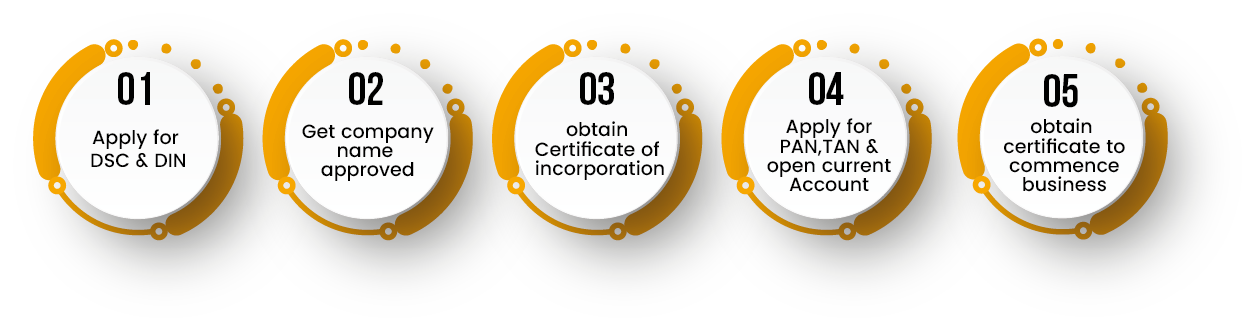 01
Apply for
DSC & DIN
02
Get company
name
approved
03
obtain
Certificate of
incorporation
04
Apply for
PAN,TAN &
open current
Account
05
obtain
certificate to
commence
business